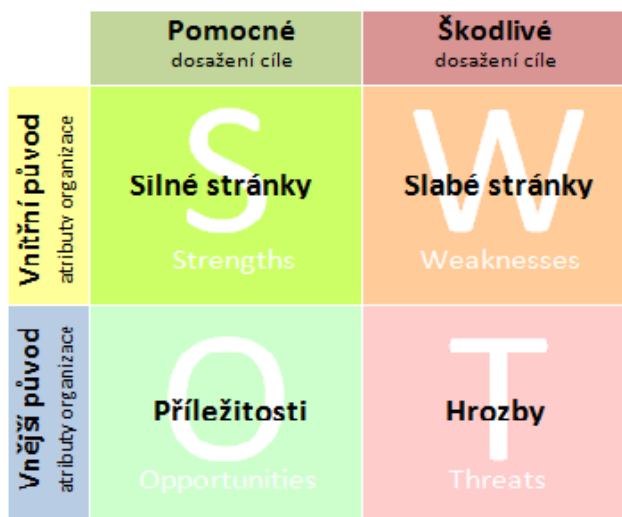 Pomocné
dosažení cíle
Škodlivé
dosažení cíle
Vnitřní původ
atributy organizace
S
Silné stránky
Strengths
W
Slabé stránky
Weaknesses
Vnější původ
atributy organizace
O
Příležitosti
Opportunities
T
Hrozby
Threats